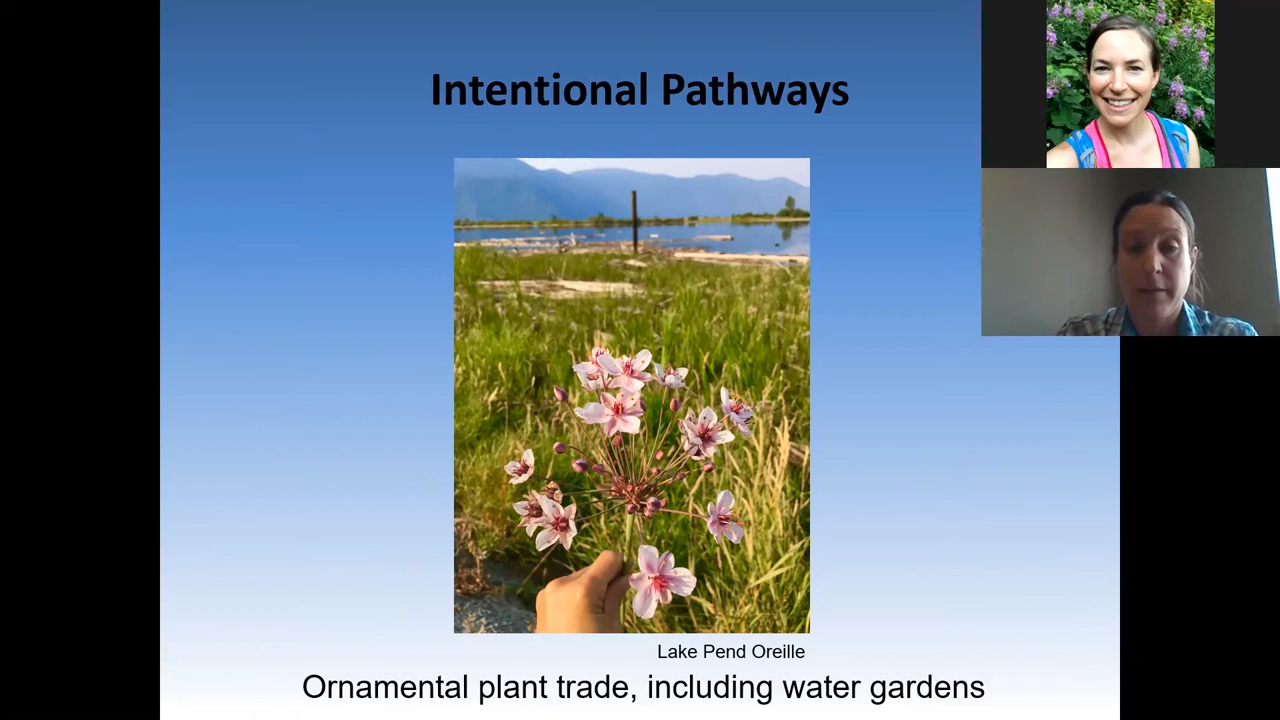 Intentional Pathways
Lake Pend Oreille
Ornamental plant trade, including water gardens